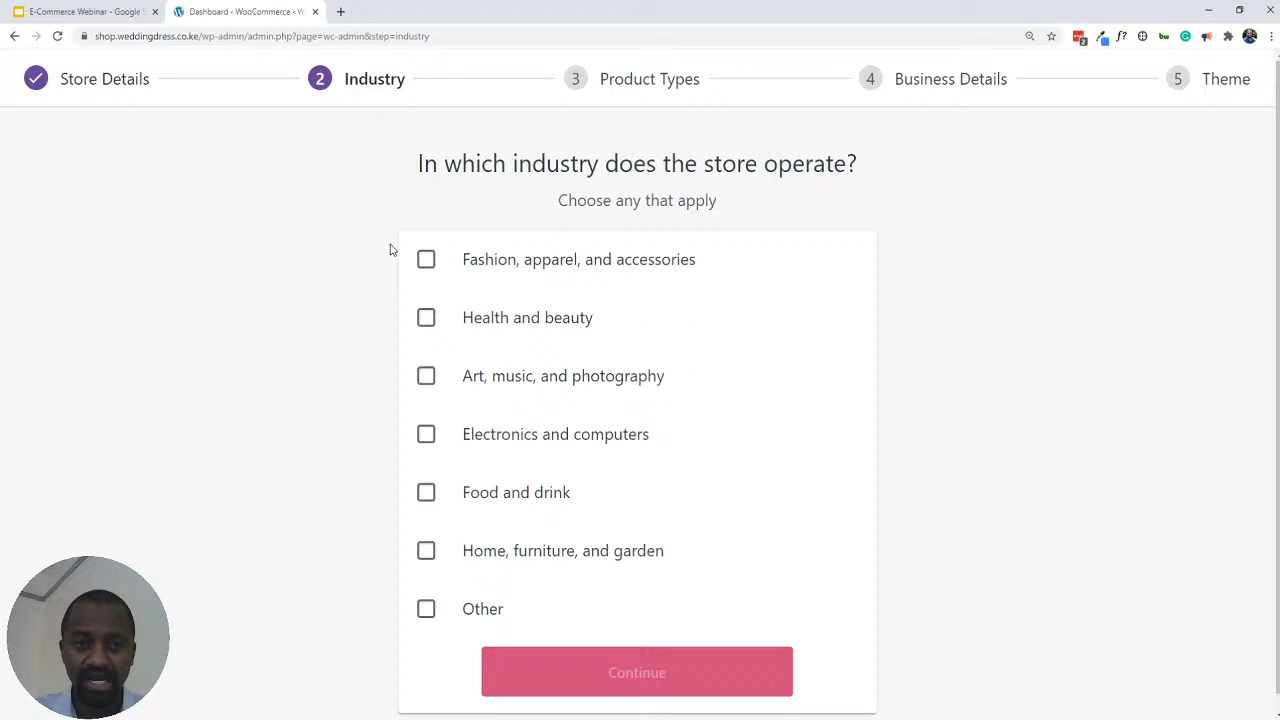 E-Commerce Webinar - Google S
Dashboard ‹ WooCommerce ‹ W
shop.weddingdress.co.ke/wp-admin/admin.php?page=wc-admin&step=industry
2
f?
bw
Store Details
2 Industry
3 Product Types
4 Business Details
5 Theme
In which industry does the store operate?
Choose any that apply
Fashion, apparel, and accessories
Health and beauty
Art, music, and photography
Electronics and computers
Food and drink
Home, furniture, and garden
Other
Continue